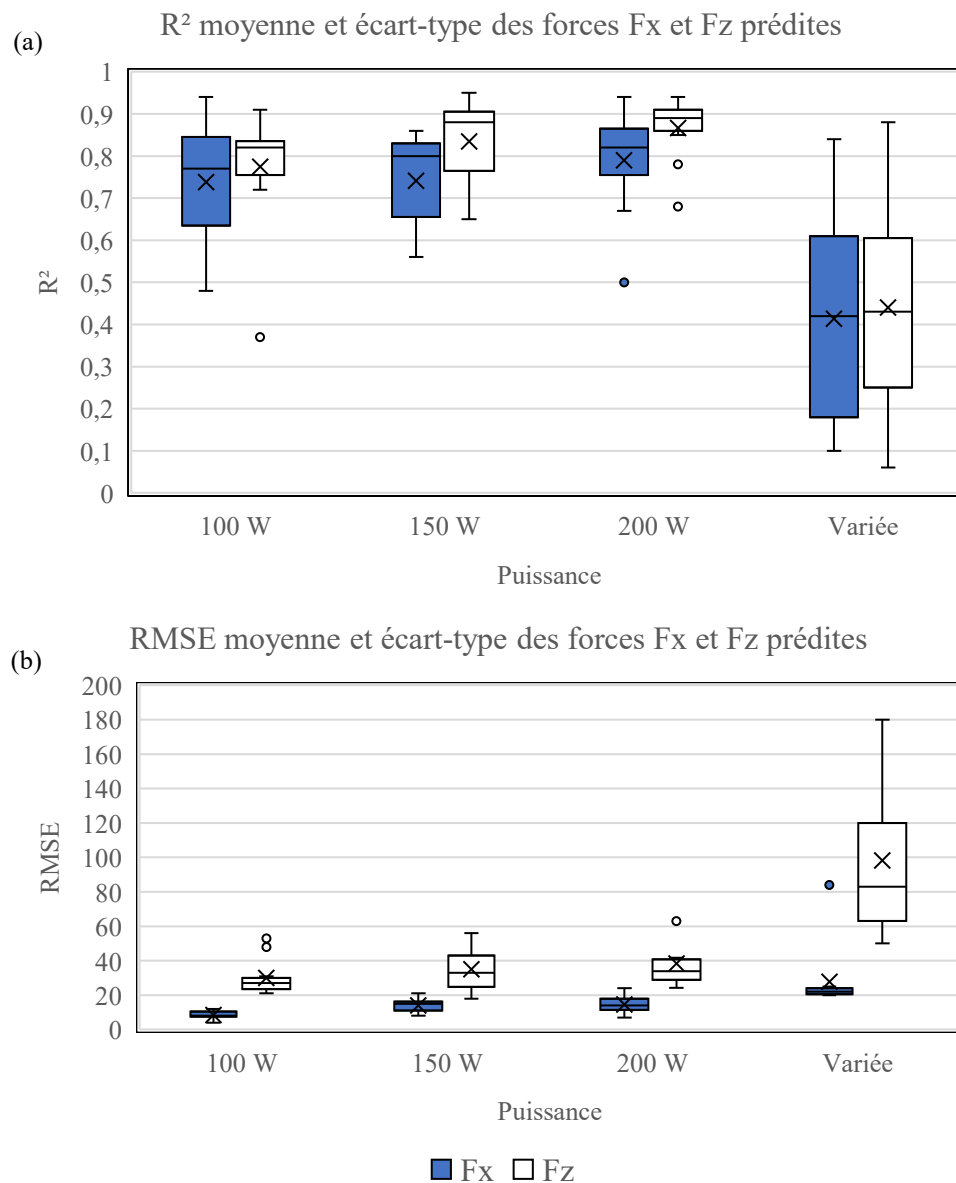 (a)
R² moyenne et écart-type des forces Fx et Fz prédites
1
0,9
0,8
0,7
0,6
0,5
0,4
0,3
0,2
0,1
0
R²
100 W 150 W 200 W Variée
Puissance
RMSE moyenne et écart-type des forces Fx et Fz prédites
(b)
200
180
160
140
120
100
80
60
40
20
0
RMSE
100 W 150 W 200 W Variée
Puissance
Fx Fz